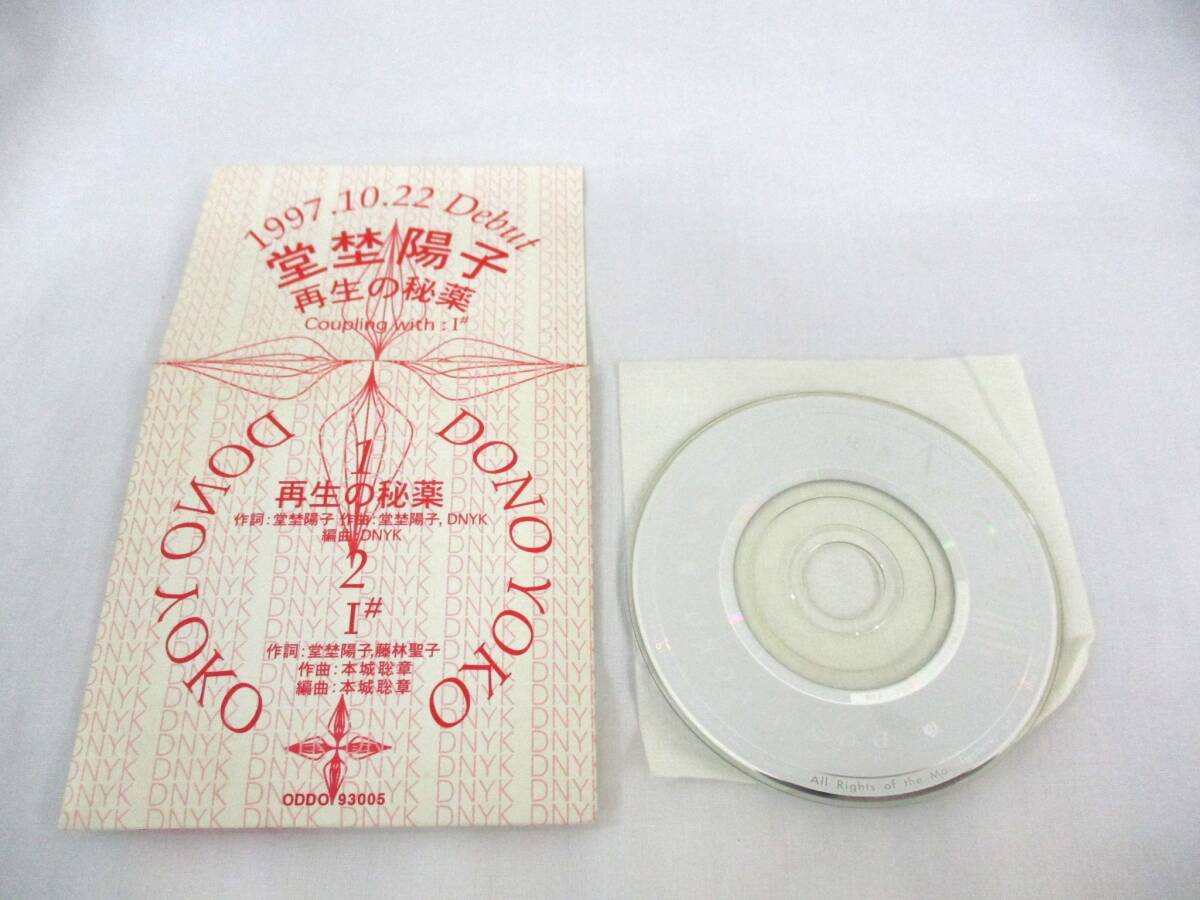 1997.10.22 Debut
堂埜陽子
再生の秘薬
Coupling with : I#
DONO YOKO
DONO YOKO
1
再生の秘薬
作詞:堂埜陽子 作曲:堂埜陽子, DNYK
編曲:DNYK
2
I#
作詞:堂埜陽子,藤林聖子
作曲:本城聡章
編曲:本城聡章
ODDO 93005
All Rights of the